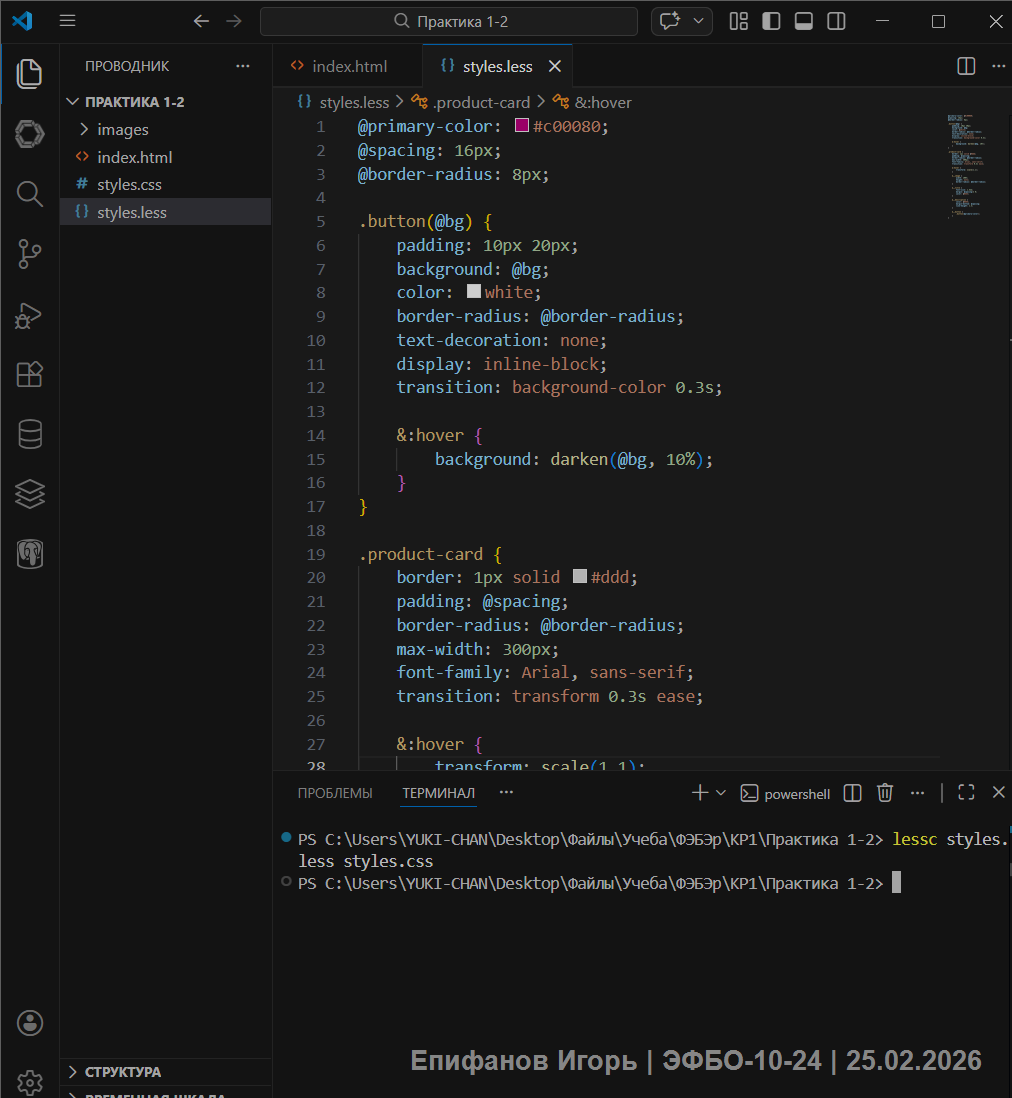 Практика 1-2
ПРОВОДНИК
ПРАКТИКА 1-2
images
index.html
styles.css
styles.less
index.html
styles.less
styles.less > .product-card > &:hover
1 @primary-color: #c00080;
2 @spacing: 16px;
3 @border-radius: 8px;
4
5 .button(@bg) {
6 padding: 10px 20px;
7 background: @bg;
8 color: white;
9 border-radius: @border-radius;
10 text-decoration: none;
11 display: inline-block;
12 transition: background-color 0.3s;
13
14 &:hover {
15 background: darken(@bg, 10%);
16 }
17 }
18
19 .product-card {
20 border: 1px solid #ddd;
21 padding: @spacing;
22 border-radius: @border-radius;
23 max-width: 300px;
24 font-family: Arial, sans-serif;
25 transition: transform 0.3s ease;
26
27 &:hover {
28 transform: scale(1.1);
ПРОБЛЕМЫ
ТЕРМИНАЛ
powershell
PS C:\Users\YUKI-CHAN\Desktop\Файлы\Учеба\ФЭБЭр\КР1\Практика 1-2> lessc styles.
less styles.css
PS C:\Users\YUKI-CHAN\Desktop\Файлы\Учеба\ФЭБЭр\КР1\Практика 1-2>
СТРУКТУРА
ВРЕМЕННАЯ ШКАЛА
Епифанов Игорь | ЭФБО-10-24 | 25.02.2026